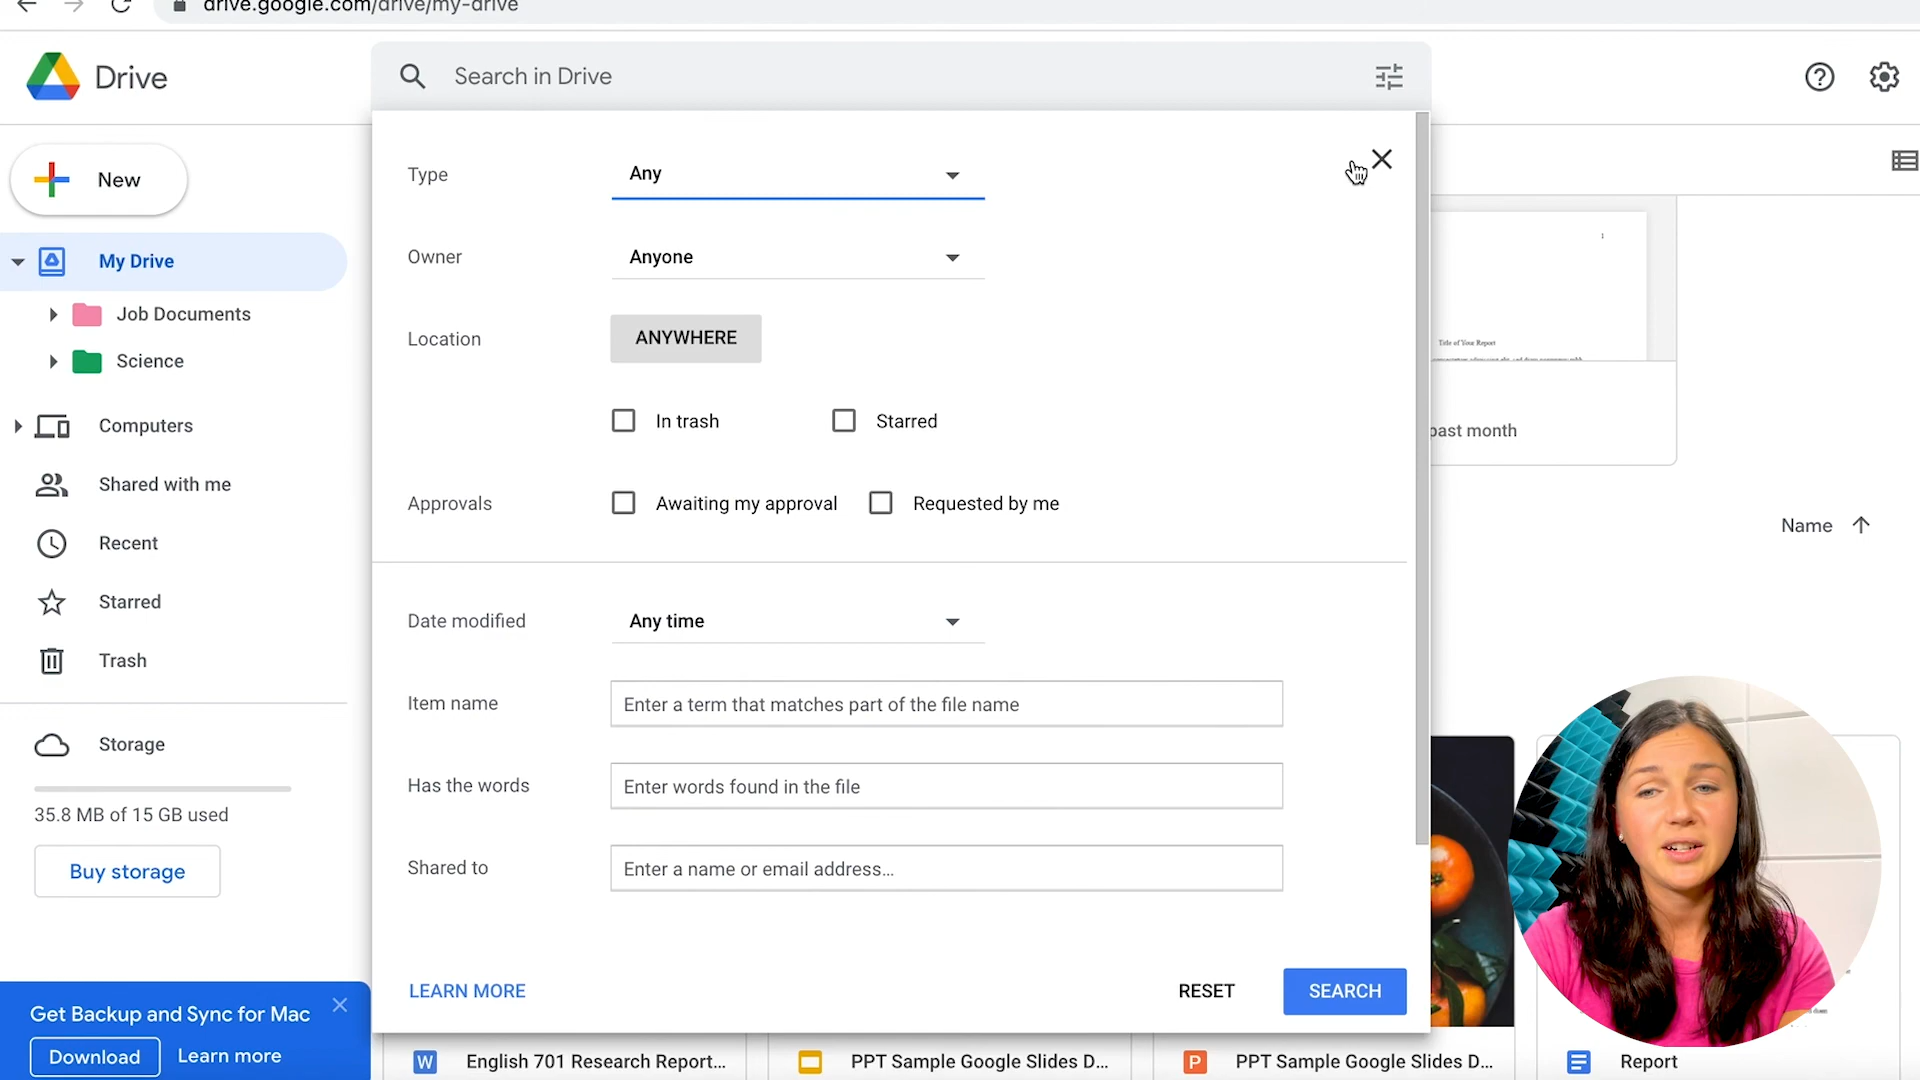 drive.google.com/drive/my-drive
Drive
Search in Drive
New
My Drive
Job Documents
Science
Computers
Shared with me
Recent
Starred
Trash
Storage
35.8 MB of 15 GB used
Buy storage
Get Backup and Sync for Mac
Download
Learn more
Type
Any
Owner
Anyone
Location
ANYWHERE
In trash
Starred
Approvals
Awaiting my approval
Requested by me
Date modified
Any time
Item name
Enter a term that matches part of the file name
Has the words
Enter words found in the file
Shared to
Enter a name or email address...
LEARN MORE
RESET
SEARCH
1
Title of Your Report
past month
Name
W
English 701 Research Report...
PPT Sample Google Slides D...
P
PPT Sample Google Slides D...
Report